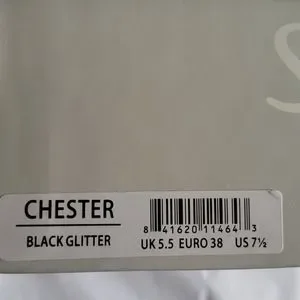 S
CHESTER
BLACK GLITTER
8 41620 11464 3
UK 5.5 EURO 38 US 7½